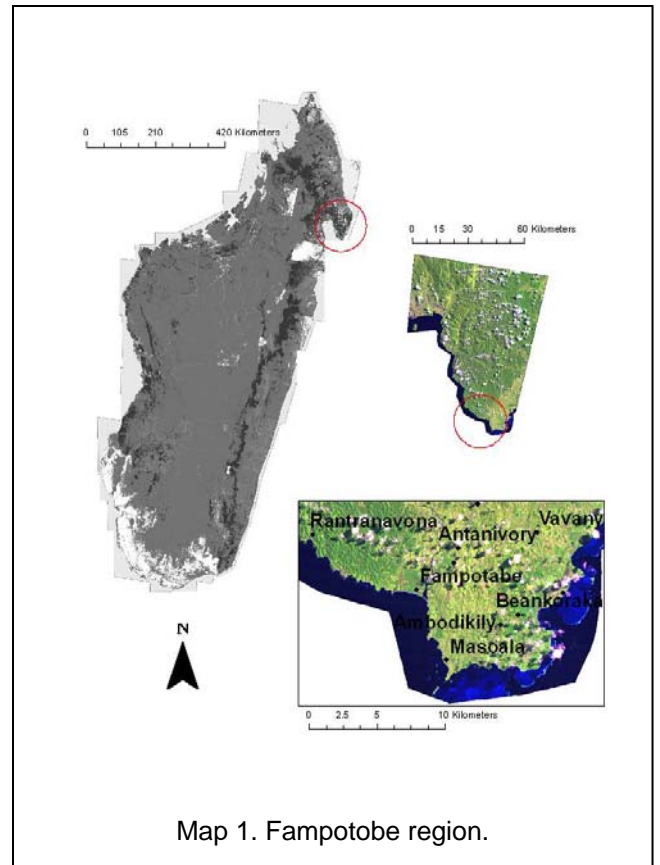 0 105 210 420 Kilometers
0 15 30 60 Kilometers
Rantranavona
Vavany
Antanivory
Fampotabe
Beankoraka
Ambodikily
Masoala
N
0 2.5 5 10 Kilometers
Map 1. Fampotobe region.